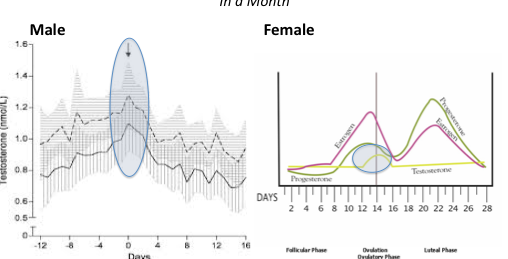 In a Month
Male
Female
Testosterone (nmol/L)
1.6
1.4
1.2
1.0
0.8
0.6
0.5
0
-12 -8 -4 0 4 8 12 16
Days
Estrogen
Progesterone
Estrogen
Progesterone
Testosterone
DAYS
2 4 6 8 10 12 14 16 18 20 22 24 26 28
Follicular Phase
Ovulation
Ovulatory Phase
Luteal Phase